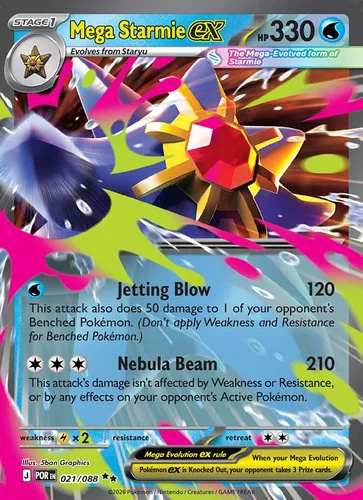 STAGE1
Mega Starmie ex HP330
Evolves from Staryu
The Mega-Evolved form of
Starmie
Jetting Blow 120
This attack also does 50 damage to 1 of your opponent's
Benched Pokémon. (Don't apply Weakness and Resistance
for Benched Pokémon.)
Nebula Beam 210
This attack's damage isn't affected by Weakness or Resistance,
or by any effects on your opponent's Active Pokémon.
weakness ×2 resistance retreat
Illus. 5ban Graphics
Mega Evolution ex rule When your Mega Evolution
Pokémon ex is Knocked Out, your opponent takes 3 Prize cards.
J POR EN 021/088
©2026 Pokémon / Nintendo / Creatures / GAME FREAK